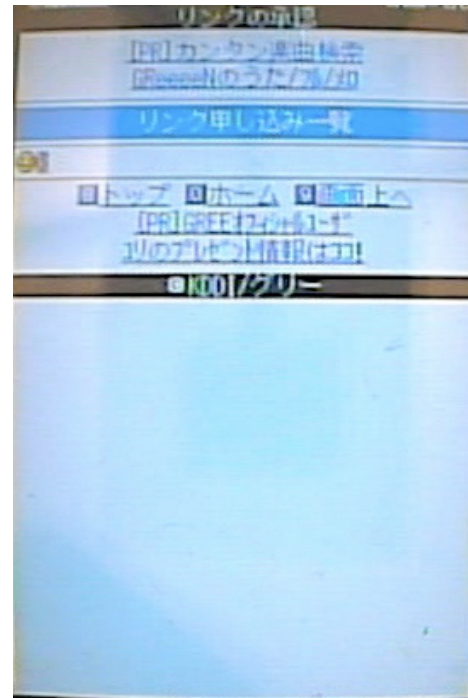 リンクの承認
[PR]カンタン選曲検索
GReeeeNのうた/フル/メロ
リンク申し込み一覧
トップ ホーム 画面上へ
[PR]GREEオフィシャルユーザ
ユリのプレゼント情報はココ!
©KDDI/グリー